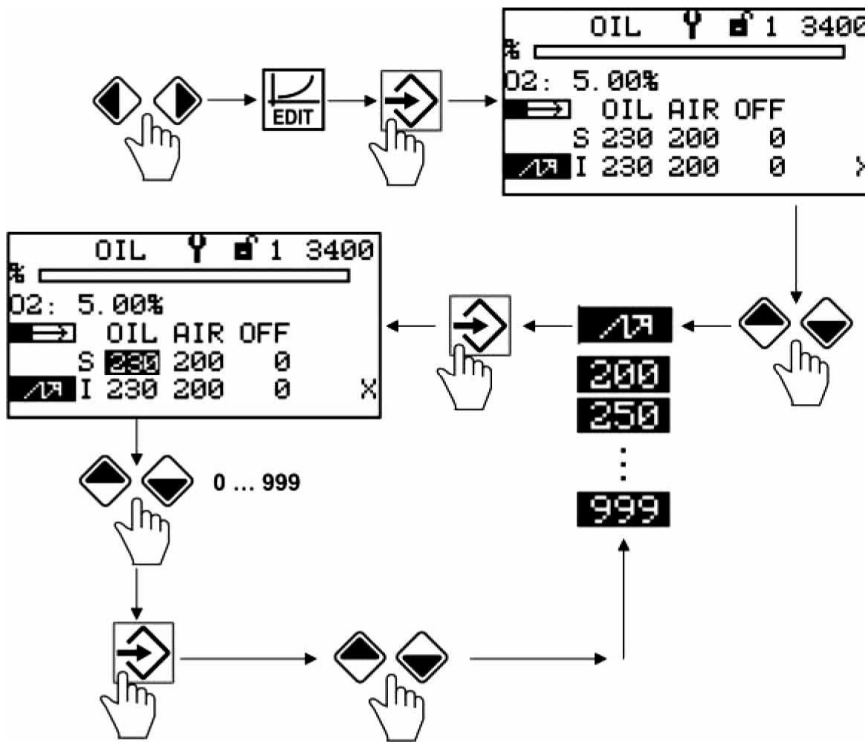 OIL 1 3400
%
O2: 5.00%
OIL AIR OFF
S 230 200 0
I 230 200 0 X
EDIT
OIL 1 3400
%
O2: 5.00%
OIL AIR OFF
S 230 200 0
I 230 200 0 X
200
250
⋮
999
0 ... 999